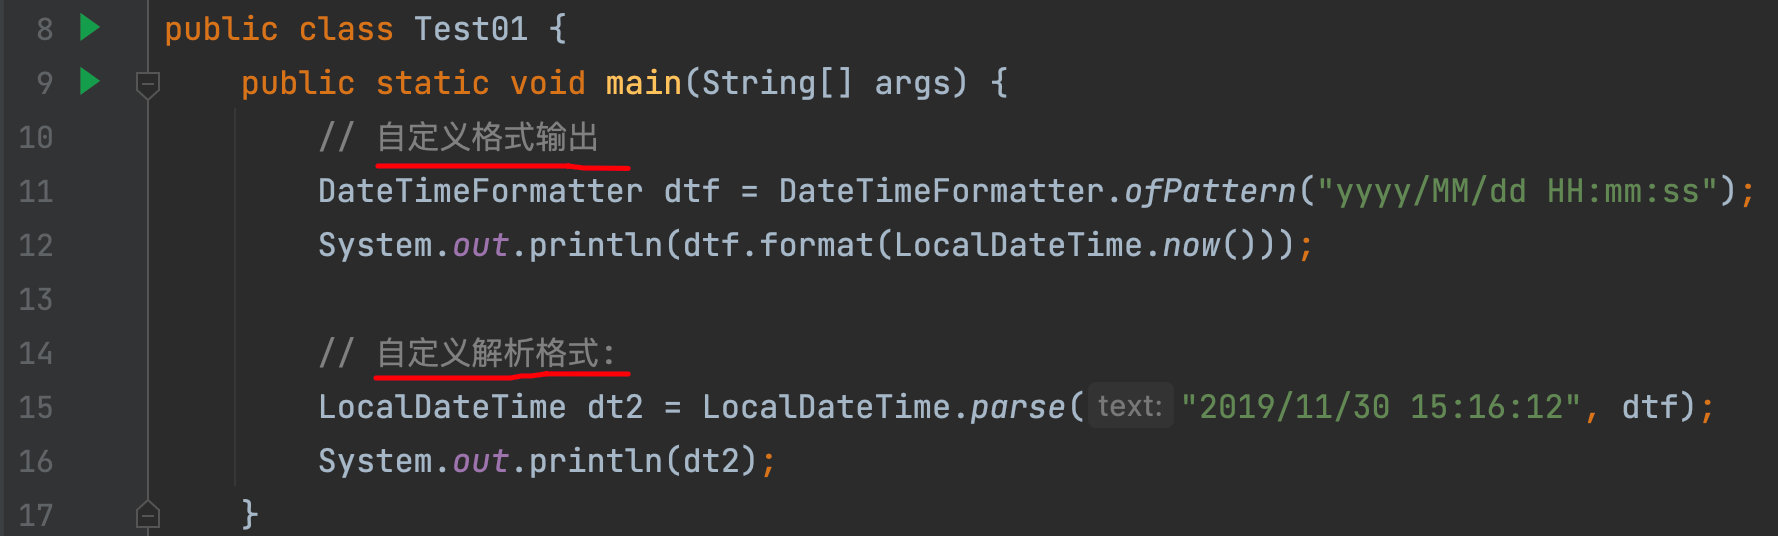 8 public class Test01 {
9 public static void main(String[] args) {
10 // 自定义格式输出
11 DateTimeFormatter dtf = DateTimeFormatter.ofPattern("yyyy/MM/dd HH:mm:ss");
12 System.out.println(dtf.format(LocalDateTime.now()));
13
14 // 自定义解析格式:
15 LocalDateTime dt2 = LocalDateTime.parse( text: "2019/11/30 15:16:12", dtf);
16 System.out.println(dt2);
17 }